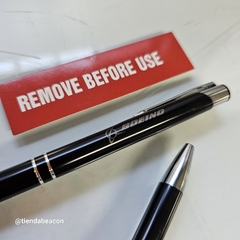 REMOVE BEFORE USE
BOEING
@tiendabeacon